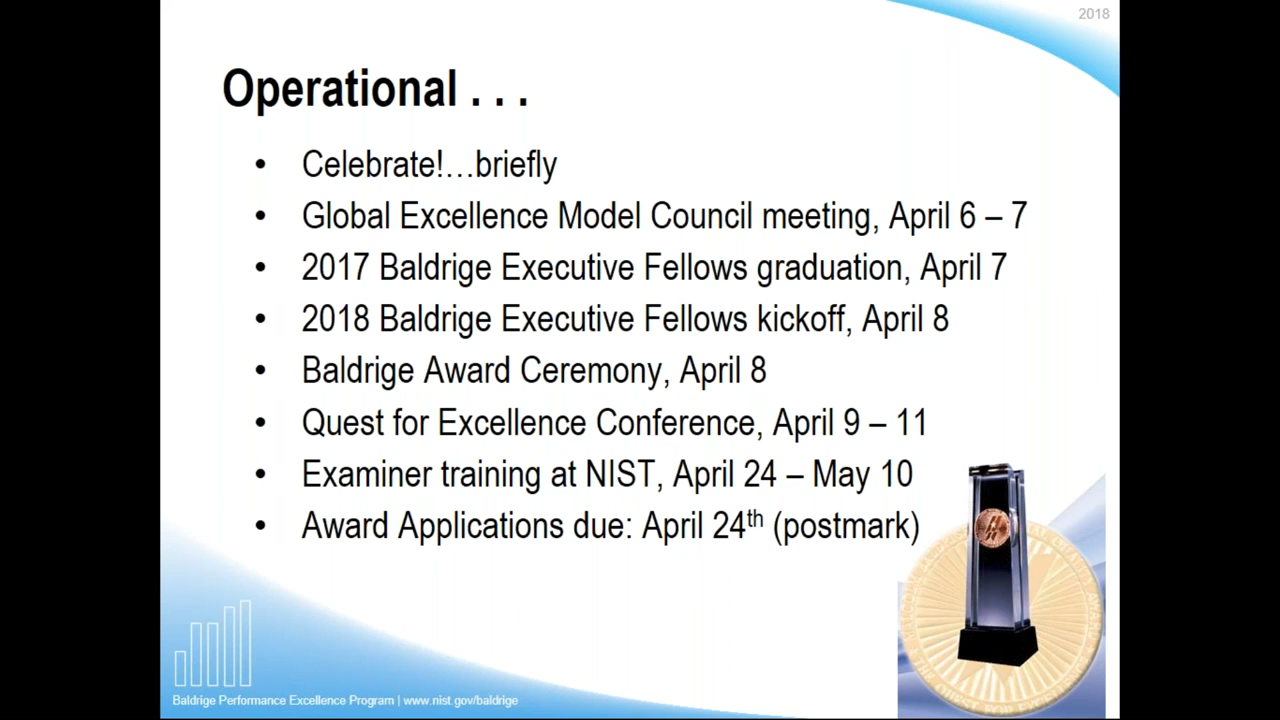 2018
Operational . . .
• Celebrate!…briefly
• Global Excellence Model Council meeting, April 6 – 7
• 2017 Baldrige Executive Fellows graduation, April 7
• 2018 Baldrige Executive Fellows kickoff, April 8
• Baldrige Award Ceremony, April 8
• Quest for Excellence Conference, April 9 – 11
• Examiner training at NIST, April 24 – May 10
• Award Applications due: April 24th (postmark)
Baldrige Performance Excellence Program | www.nist.gov/baldrige